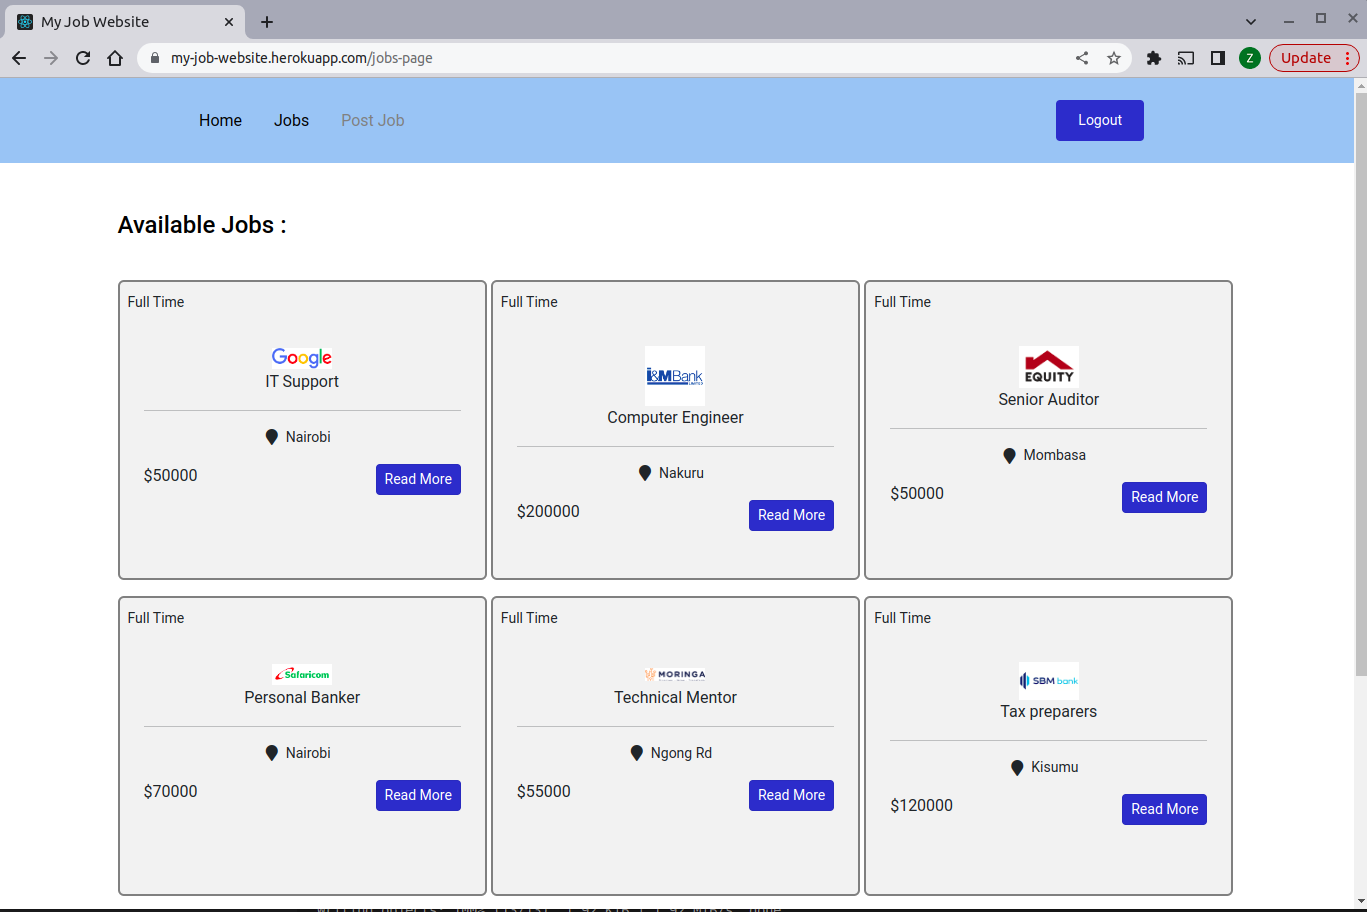 My Job Website
my-job-website.herokuapp.com/jobs-page
Z
Update
Home Jobs Post Job Logout
Available Jobs :
Full Time
Google
IT Support
Nairobi
$50000 Read More
Full Time
I&M Bank
LIMITED
Computer Engineer
Nakuru
$200000 Read More
Full Time
EQUITY
Senior Auditor
Mombasa
$50000 Read More
Full Time
Safaricom
Personal Banker
Nairobi
$70000 Read More
Full Time
MORINGA
Technical Mentor
Ngong Rd
$55000 Read More
Full Time
SBM bank
Tax preparers
Kisumu
$120000 Read More